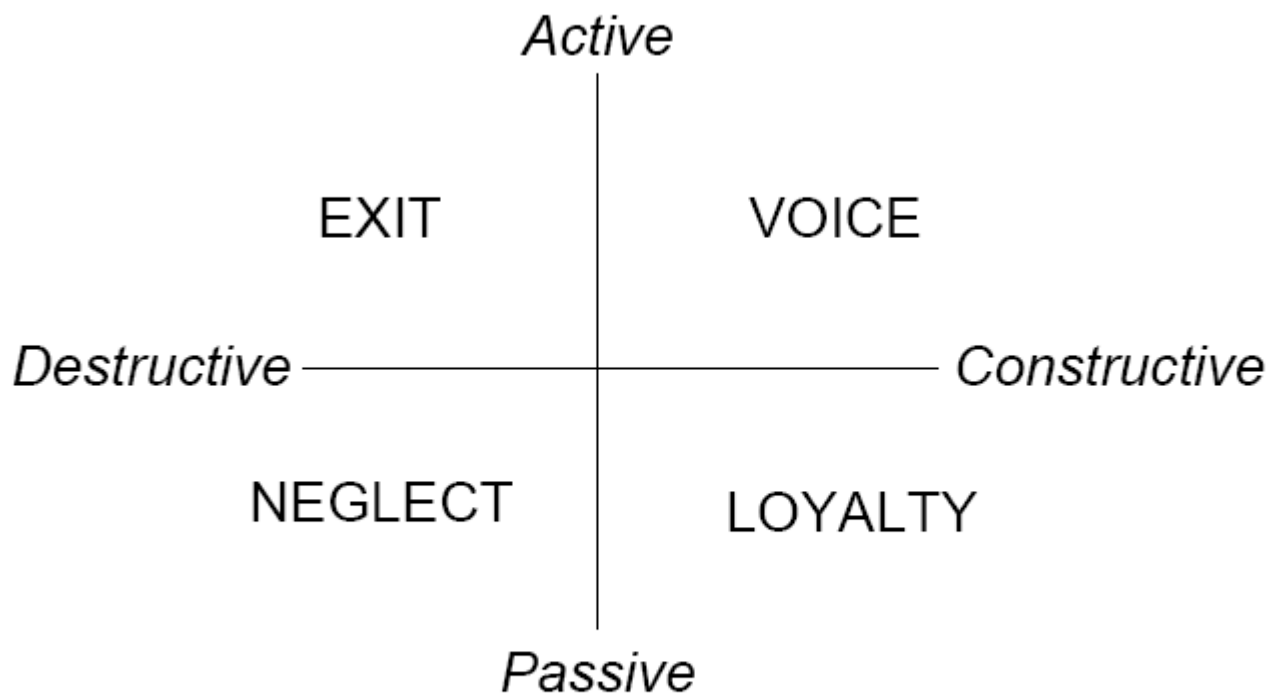 Active
EXIT VOICE
Destructive Constructive
NEGLECT LOYALTY
Passive